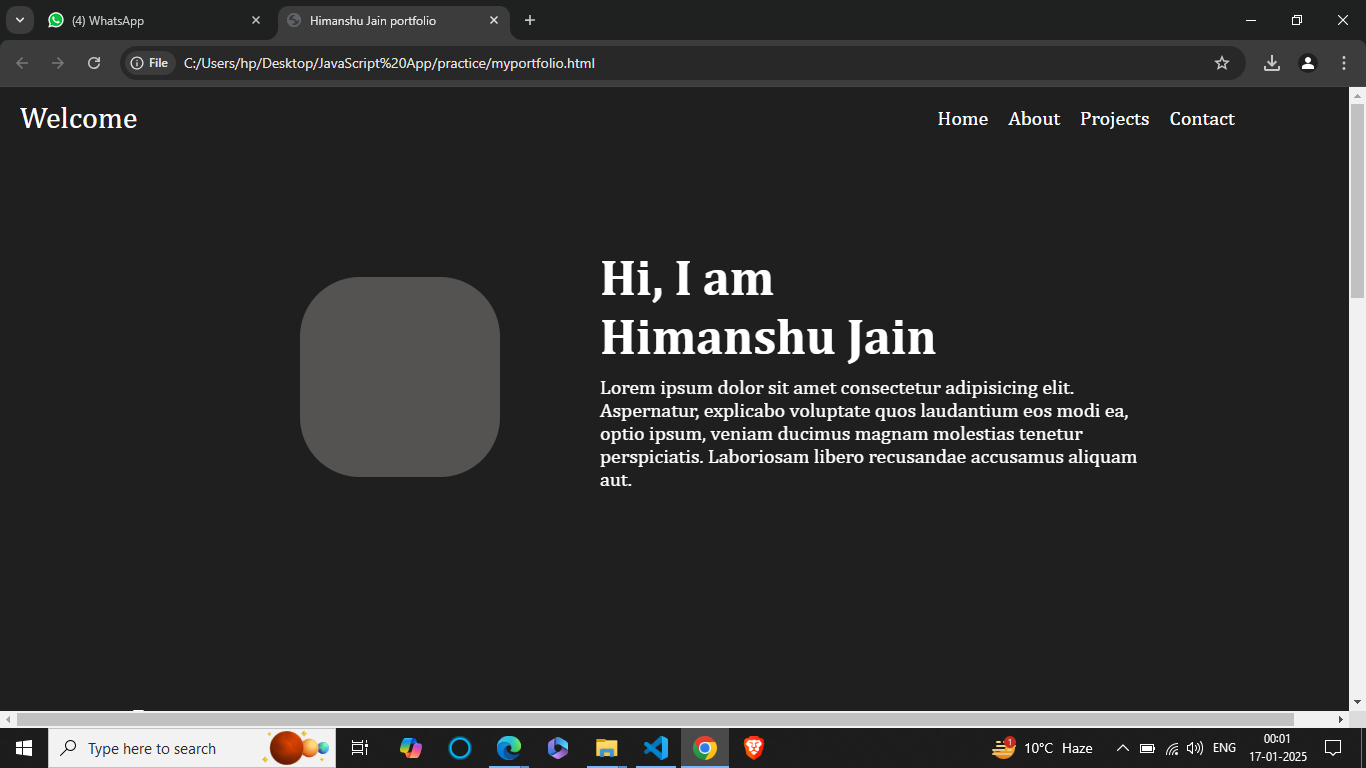 (4) WhatsApp
Himanshu Jain portfolio
File
C:/Users/hp/Desktop/JavaScript%20App/practice/myportfolio.html
Welcome
Home
About
Projects
Contact
Hi, I am
Himanshu Jain
Lorem ipsum dolor sit amet consectetur adipisicing elit.
Aspernatur, explicabo voluptate quos laudantium eos modi ea,
optio ipsum, veniam ducimus magnam molestias tenetur
perspiciatis. Laboriosam libero recusandae accusamus aliquam
aut.
Type here to search
1
10°C Haze
ENG
00:01
17-01-2025